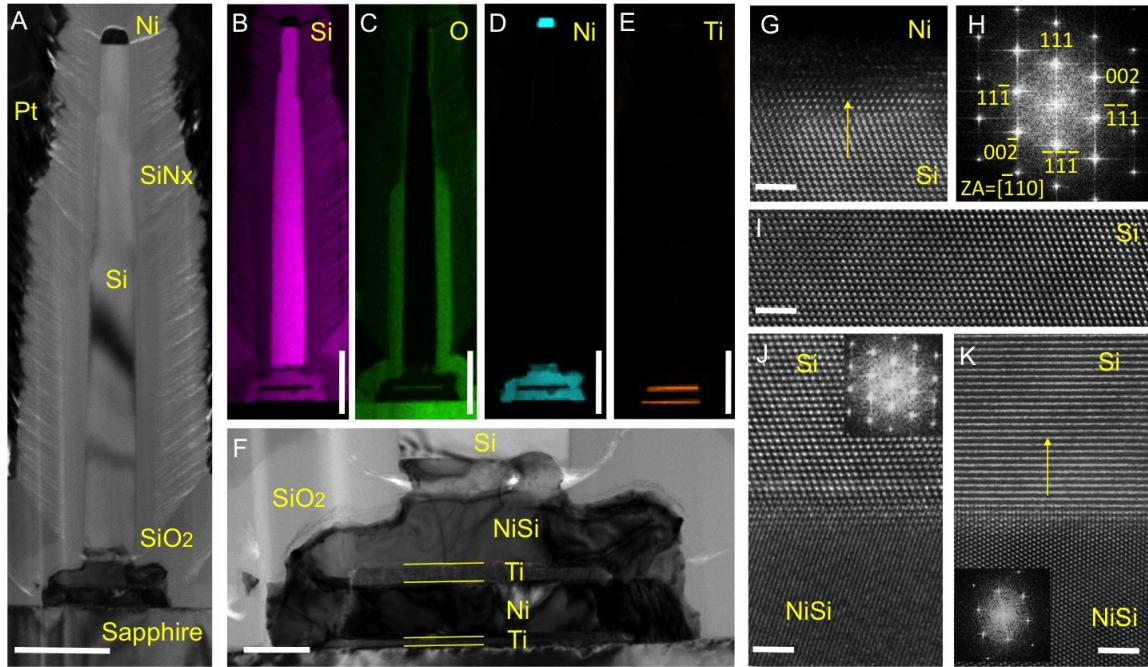 A
Ni
Pt
SiNx
Si
SiO2
Sapphire
B
Si
C
O
D
Ni
E
Ti
F
Si
SiO2
NiSi
Ti
Ni
Ti
G
Ni
Si
H
111
002
11̅1̅
1̅1̅1
002̅
1̅1̅1̅
ZA=[1̅10]
I
Si
J
Si
NiSi
K
Si
NiSi